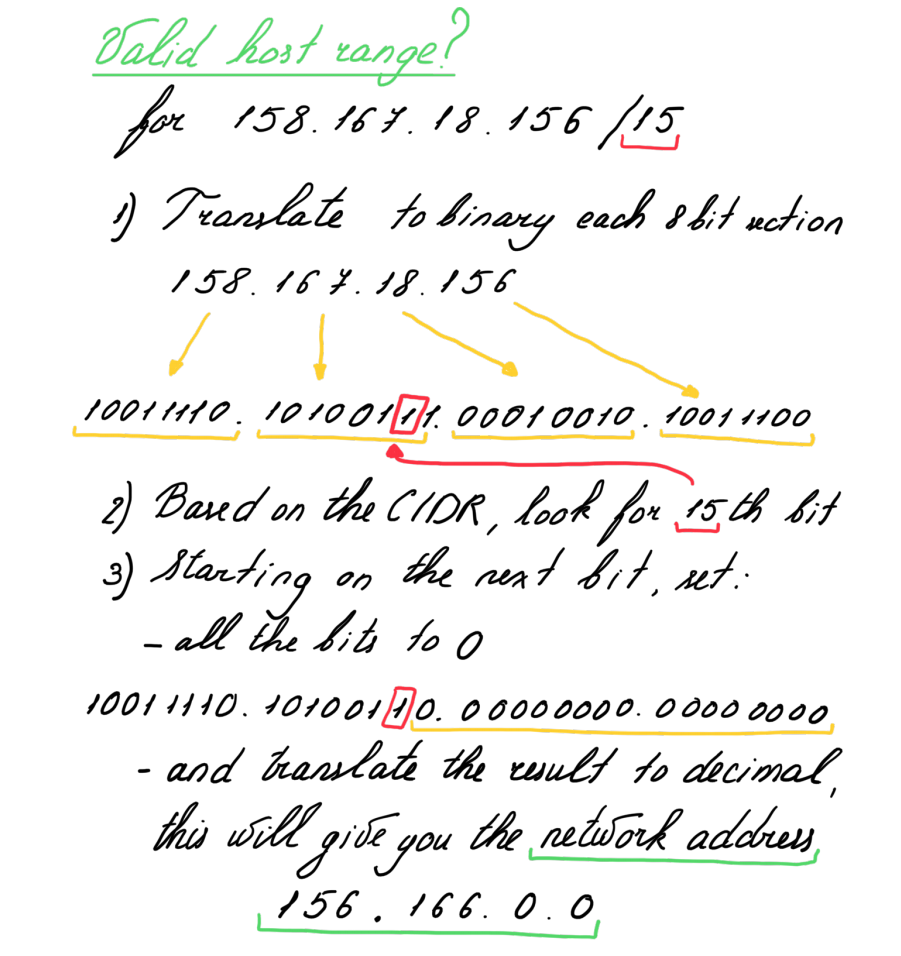 Valid host range?
for 158.167.18.156 /15
1) Translate to binary each 8bit section
158.167.18.156
10011110.10100111.00010010.10011100
2) Based on the CIDR, look for 15th bit
3) Starting on the next bit, set:
- all the bits to 0
10011110.10100110.00000000.00000000
- and translate the result to decimal,
this will give you the network address
156.166.0.0